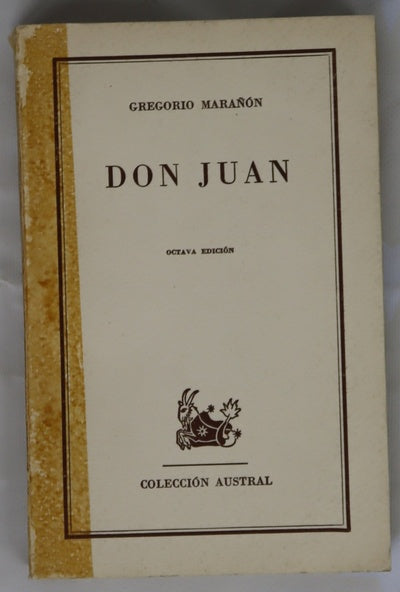 GREGORIO MARAÑÓN
DON JUAN
OCTAVA EDICIÓN
COLECCIÓN AUSTRAL